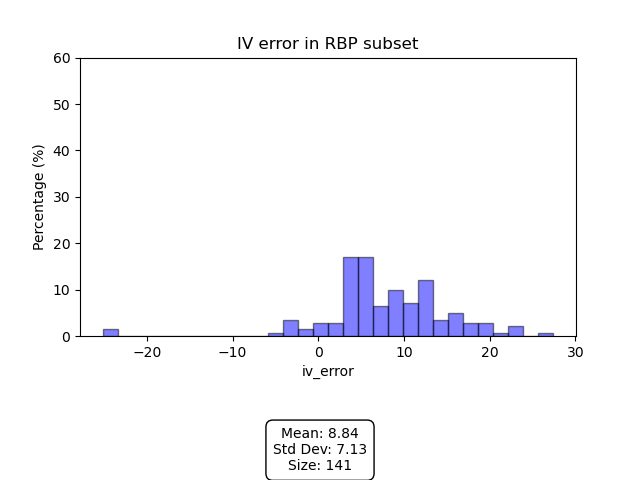 IV error in RBP subset
60
50
40
30
20
10
0
Percentage (%)
−20
−10
0
10
20
30
iv_error
Mean: 8.84
Std Dev: 7.13
Size: 141